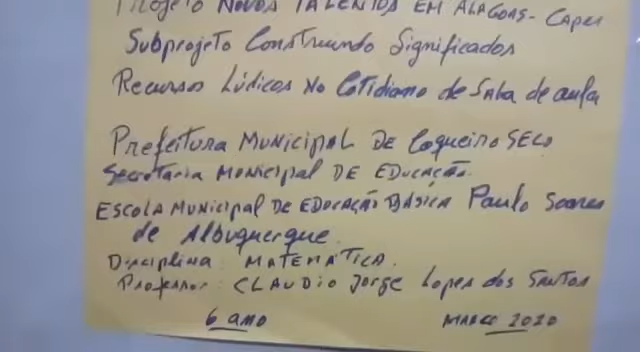 Projeto Novos Talentos em Alagoas - Capes
Subprojeto Construindo Significados
Recursos Lúdicos No Cotidiano de Sala de aula
Prefeitura Municipal De Coqueiro Seco
Secretaria Municipal DE EDUCAÇÃO.
ESCOLA MUNICIPAL DE EDUCAÇÃO BÁSICA Paulo Soares
de Albuquerque.
Disciplina: MATEMÁTICA.
Professor: CLAUDIO Jorge Lopes dos Santos
6 ano MARÇO 2020